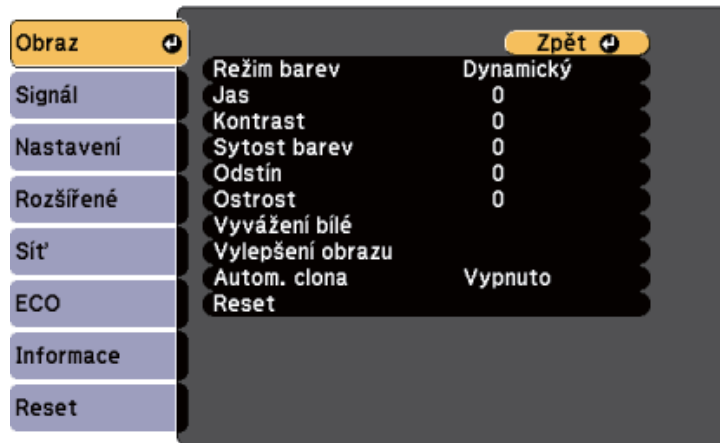 Obraz
Signál
Nastavení
Rozšířené
Síť
ECO
Informace
Reset
Zpět
Režim barev Dynamický
Jas 0
Kontrast 0
Sytost barev 0
Odstín 0
Ostrost 0
Vyvážení bílé
Vylepšení obrazu
Autom. clona Vypnuto
Reset